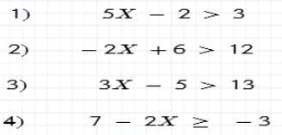 1) 5X − 2 > 3
2) − 2X + 6 > 12
3) 3X − 5 > 13
4) 7 − 2X ≥ − 3